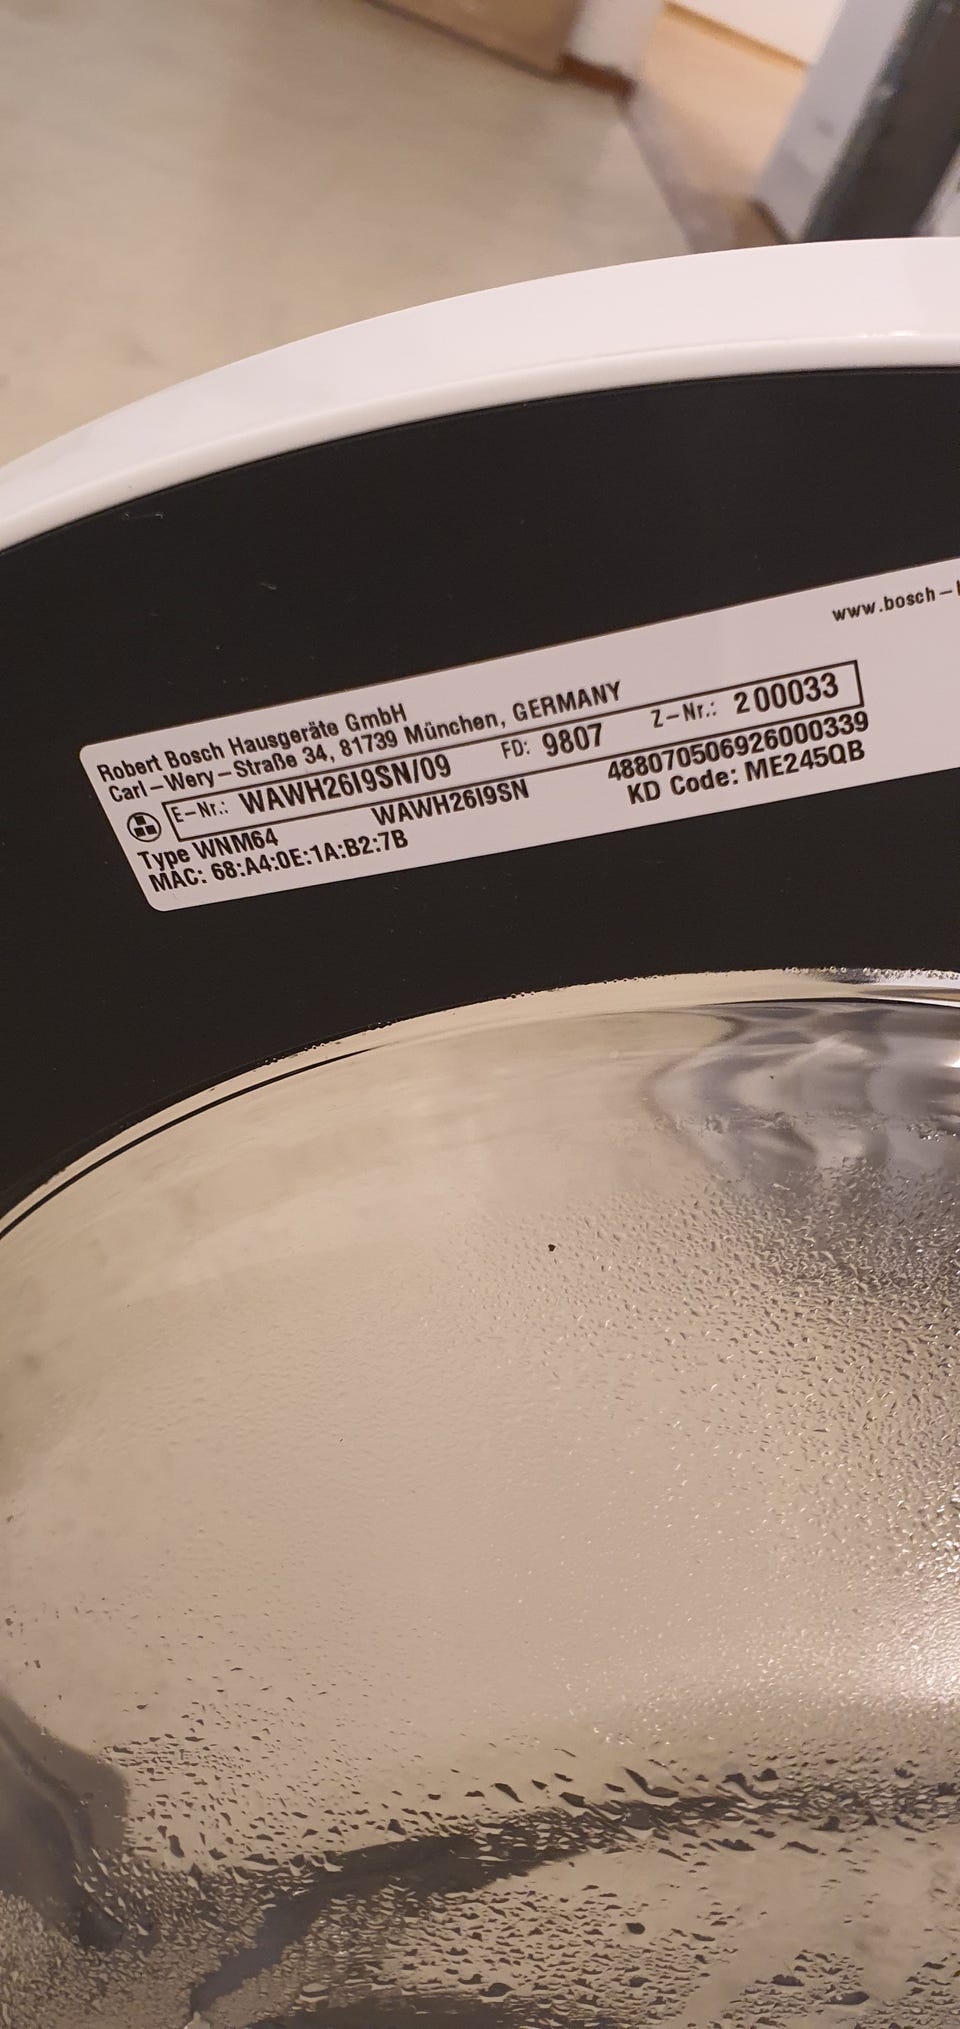 www.bosch-
Robert Bosch Hausgeräte GmbH
Carl-Wery-Straße 34, 81739 München, GERMANY
E-Nr.: WAWH26I9SN/09 FD: 9807 Z-Nr.: 200033
Type WNM64 WAWH26I9SN 488070506926000339
MAC: 68:A4:0E:1A:B2:7B KD Code: ME245QB